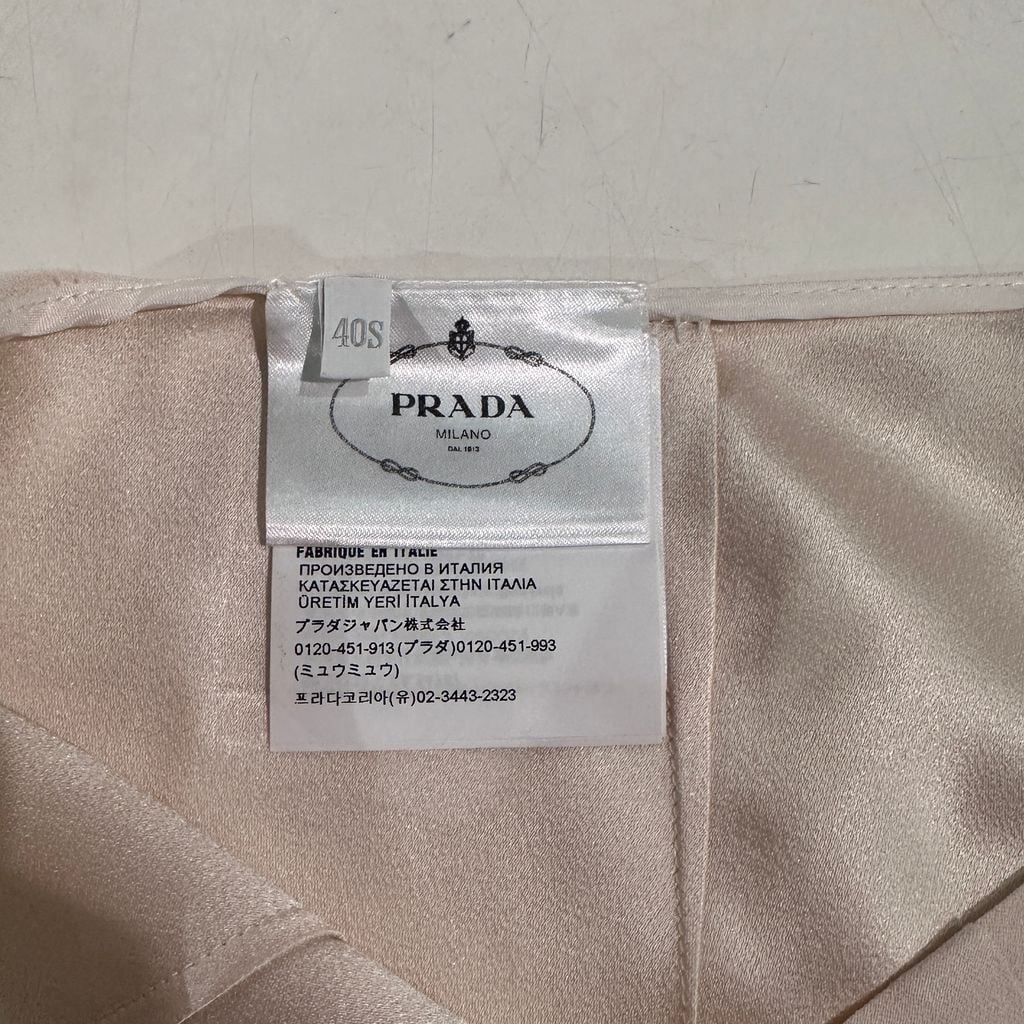 40S
PRADA
MILANO
DAL 1913
FABRIQUÉ EN ITALIE
ПРОИЗВЕДЕНО В ИТАЛИЯ
ΚΑΤΑΣΚΕΥΑΖΕΤΑΙ ΣΤΗΝ ΙΤΑΛΙΑ
ÜRETİM YERİ İTALYA
プラダジャパン株式会社
0120-451-913(プラダ)0120-451-993
(ミュウミュウ)
프라다코리아(유)02-3443-2323